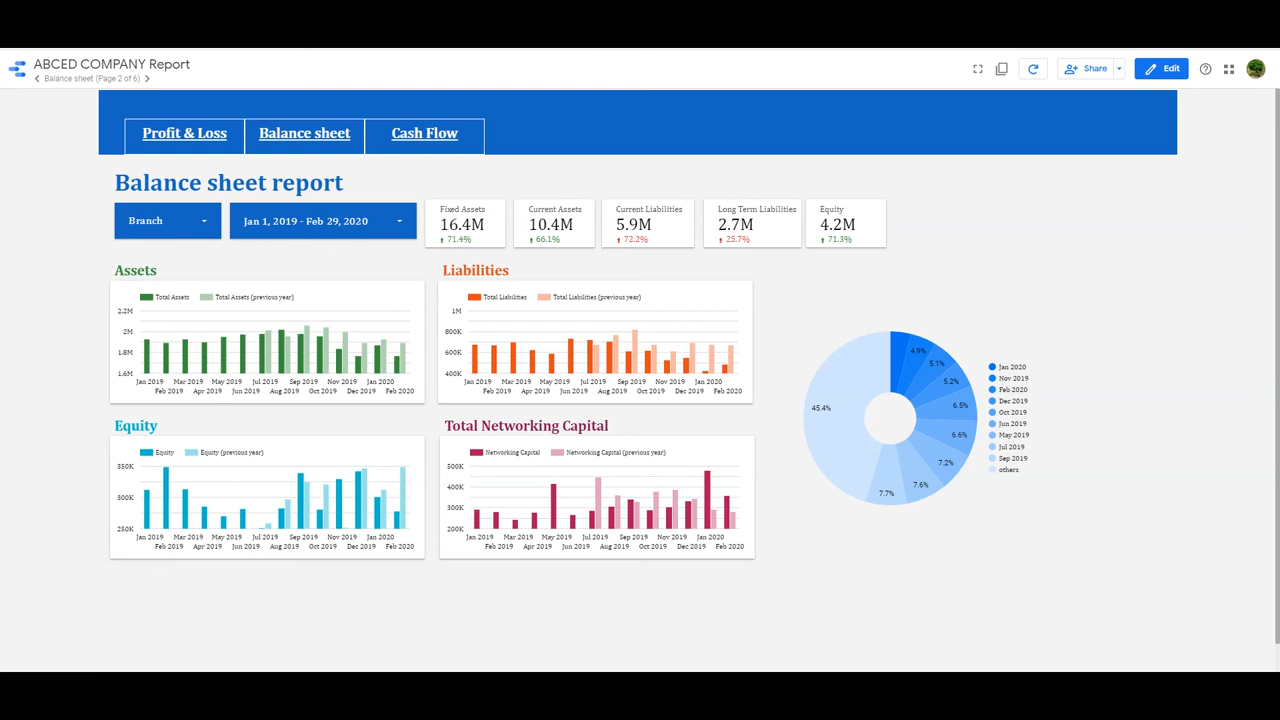 ABCED COMPANY Report
Balance sheet (Page 2 of 6)
Share
Edit
Profit & Loss
Balance sheet
Cash Flow
Balance sheet report
Branch
Jan 1, 2019 - Feb 29, 2020
Fixed Assets
16.4M
71.4%
Current Assets
10.4M
66.1%
Current Liabilities
5.9M
72.2%
Long Term Liabilities
2.7M
25.7%
Equity
4.2M
71.3%
Assets
Total Assets
Total Assets (previous year)
2.2M
2M
1.8M
1.6M
Jan 2019 Mar 2019 May 2019 Jul 2019 Sep 2019 Nov 2019 Jan 2020
Feb 2019 Apr 2019 Jun 2019 Aug 2019 Oct 2019 Dec 2019 Feb 2020
Liabilities
Total Liabilities
Total Liabilities (previous year)
1M
800K
600K
400K
Jan 2019 Mar 2019 May 2019 Jul 2019 Sep 2019 Nov 2019 Jan 2020
Feb 2019 Apr 2019 Jun 2019 Aug 2019 Oct 2019 Dec 2019 Feb 2020
Equity
Equity
Equity (previous year)
350K
300K
250K
Jan 2019 Mar 2019 May 2019 Jul 2019 Sep 2019 Nov 2019 Jan 2020
Feb 2019 Apr 2019 Jun 2019 Aug 2019 Oct 2019 Dec 2019 Feb 2020
Total Networking Capital
Networking Capital
Networking Capital (previous year)
500K
400K
300K
200K
Jan 2019 Mar 2019 May 2019 Jul 2019 Sep 2019 Nov 2019 Jan 2020
Feb 2019 Apr 2019 Jun 2019 Aug 2019 Oct 2019 Dec 2019 Feb 2020
4.9%
5.1%
5.2%
6.5%
6.6%
7.2%
7.6%
7.7%
45.4%
Jan 2020
Nov 2019
Feb 2020
Dec 2019
Oct 2019
Jun 2019
May 2019
Jul 2019
Sep 2019
others